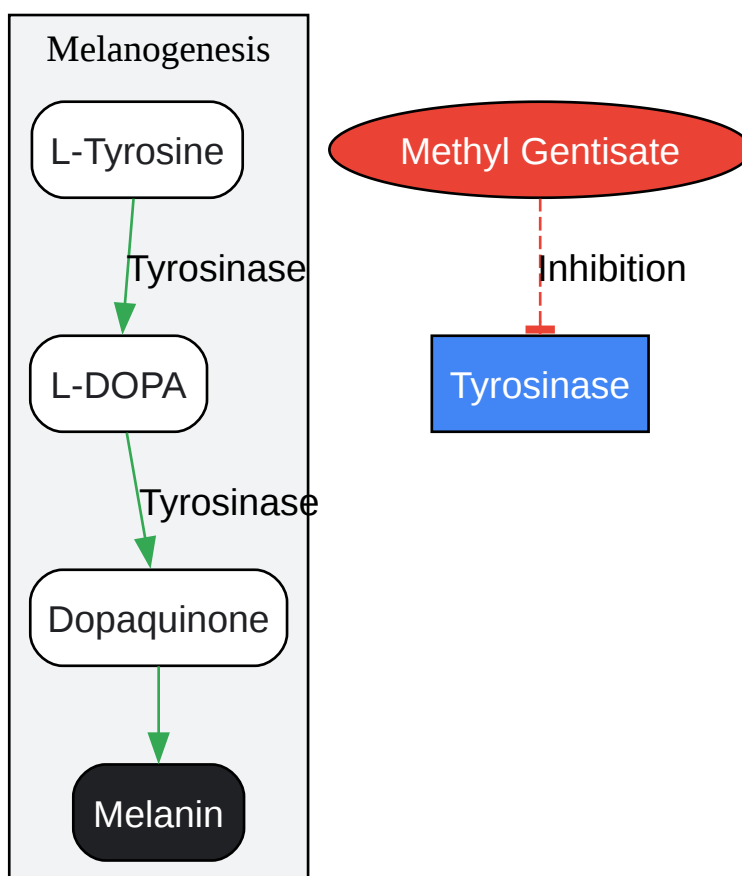 Melanogenesis
L-Tyrosine
Tyrosinase
L-DOPA
Tyrosinase
Dopaquinone
Melanin
Methyl Gentisate
Inhibition
Tyrosinase